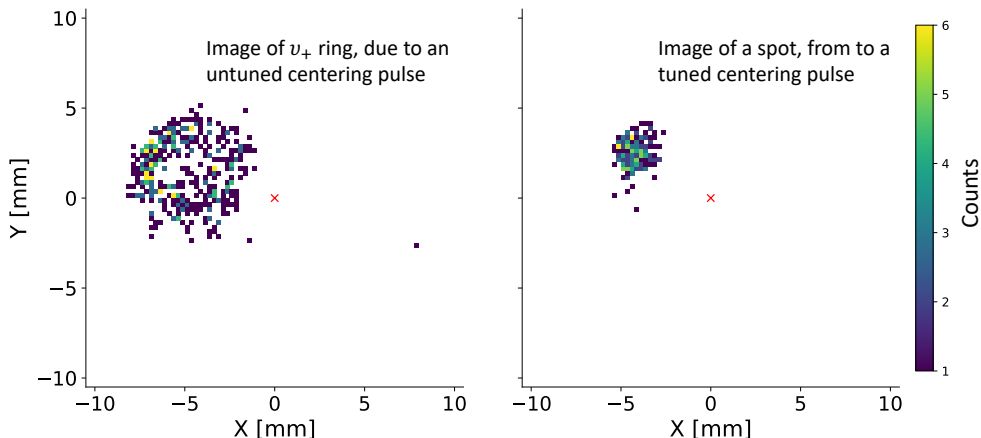 Image of υ₊ ring, due to an
untuned centering pulse
10
5
0
−5
−10
Y [mm]
−10 −5 0 5 10
X [mm]
Image of a spot, from to a
tuned centering pulse
−10 −5 0 5 10
X [mm]
6
5
4
3
2
1
Counts